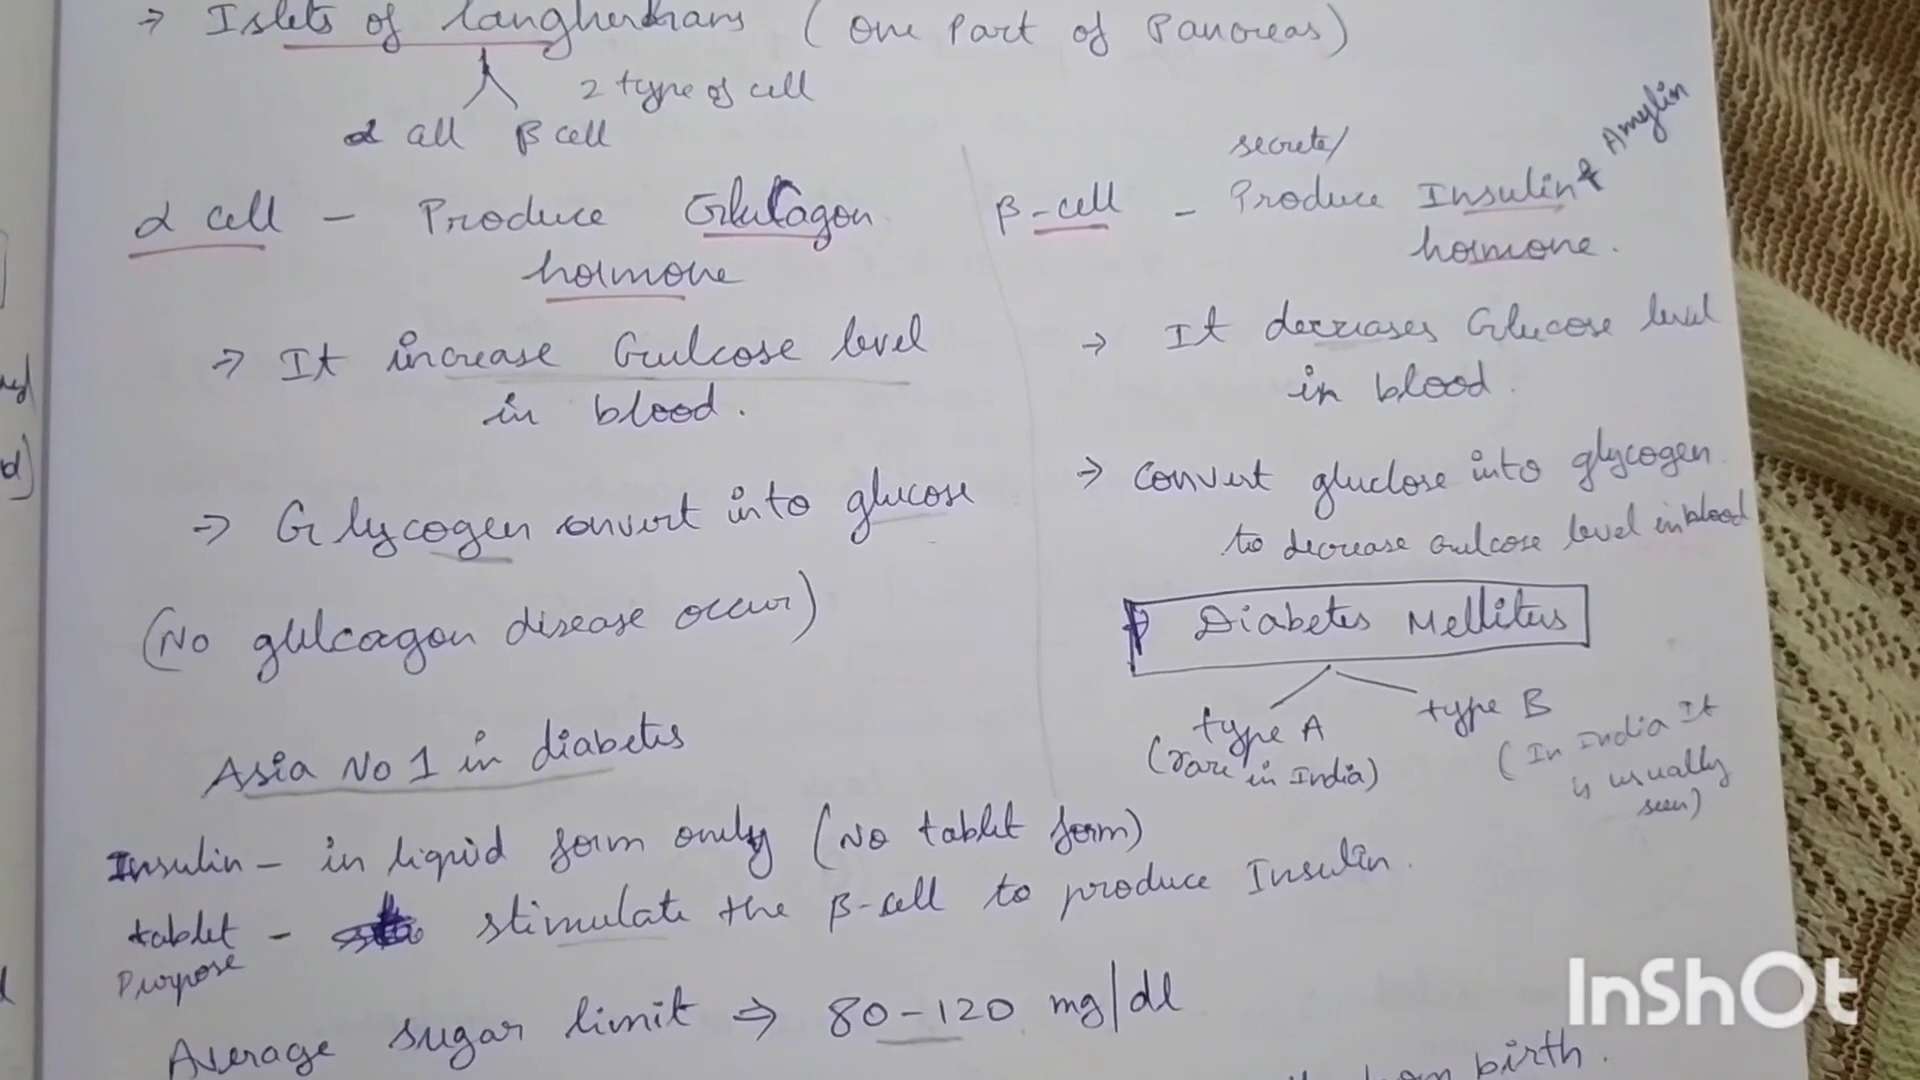 → Islets of langherhans ( One Part of Pancreas)
2 type of cell
α cell β cell
α cell – Produce Glucagon
hormone
⇒ It increase Gulcose level
in blood.
⇒ Glycogen convert into glucose
(No glulcagon disease occur)
secrete/
β-cell – Produce Insulin & Amylin
hormone.
→ It decreases Glucose level
in blood.
→ convert gluclose into glycogen
to decrease gulcose level in blood
Diabetes Mellitus
type A
(rare in India)
type B
(In India It
is usually
seen)
Asia No 1 in diabetes
Insulin – in liquid form only (No tablet form)
tablet – stimulate the β-cell to produce Insulin.
Purpose
Average sugar limit ⇒ 80–120 mg/dl
birth.
InShOt